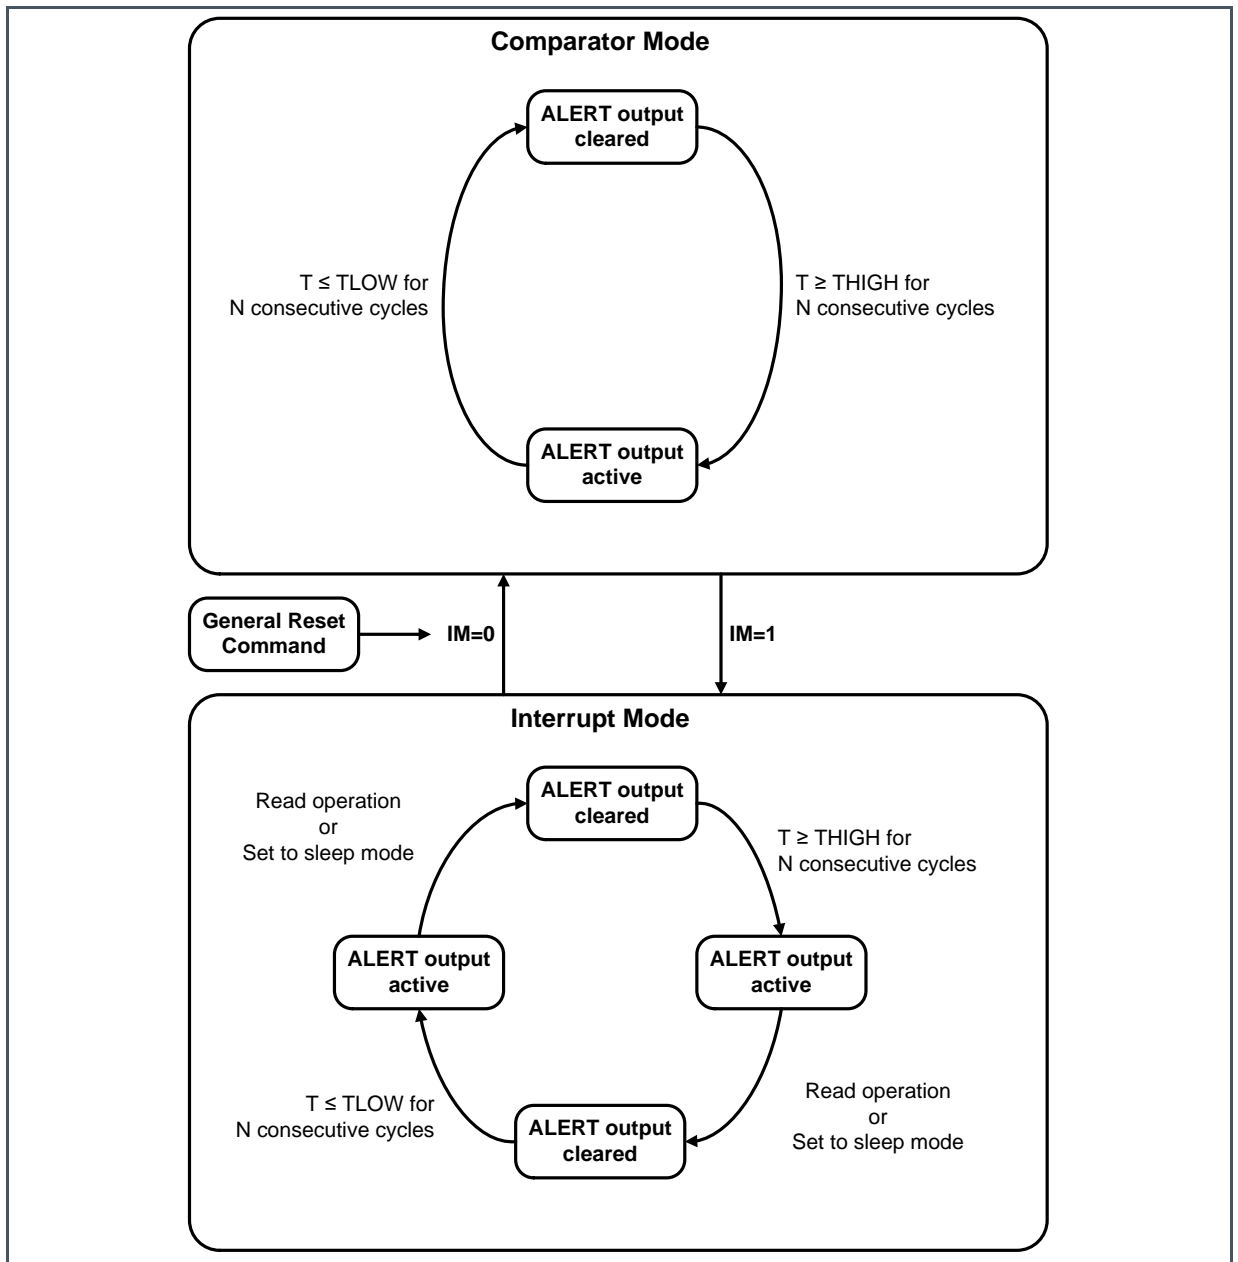 Comparator Mode
ALERT output
cleared
T ≤ TLOW for
N consecutive cycles
T ≥ THIGH for
N consecutive cycles
ALERT output
active
General Reset
Command
IM=0
IM=1
Interrupt Mode
ALERT output
cleared
Read operation
or
Set to sleep mode
T ≥ THIGH for
N consecutive cycles
ALERT output
active
ALERT output
active
T ≤ TLOW for
N consecutive cycles
Read operation
or
Set to sleep mode
ALERT output
cleared